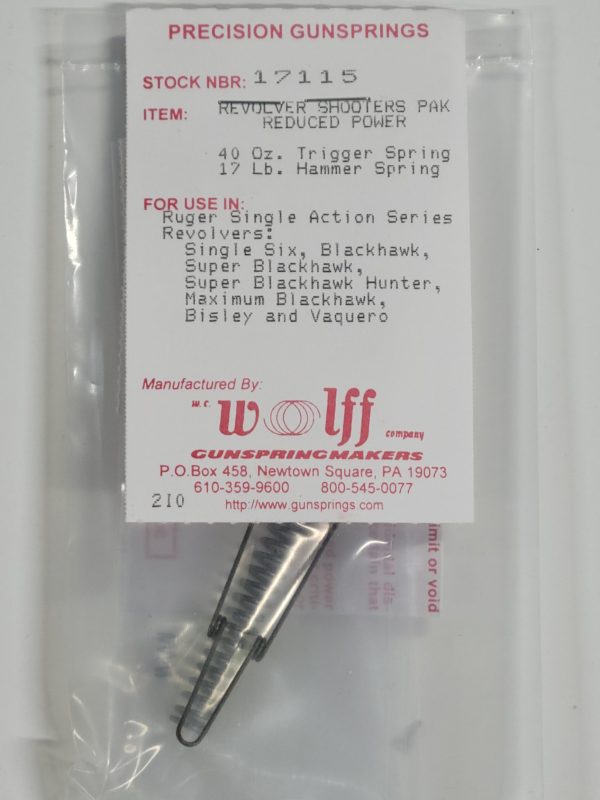 PRECISION GUNSPRINGS
STOCK NBR: 17115
ITEM: REVOLVER SHOOTERS PAK
REDUCED POWER
40 Oz. Trigger Spring
17 Lb. Hammer Spring
FOR USE IN:
Ruger Single Action Series
Revolvers:
Single Six, Blackhawk,
Super Blackhawk,
Super Blackhawk Hunter,
Maximum Blackhawk,
Bisley and Vaquero
Manufactured By:
W.C. Wolff company
GUNSPRINGMAKERS
P.O.Box 458, Newtown Square, PA 19073
610-359-9600 800-545-0077
210 http://www.gunsprings.com
imit or void